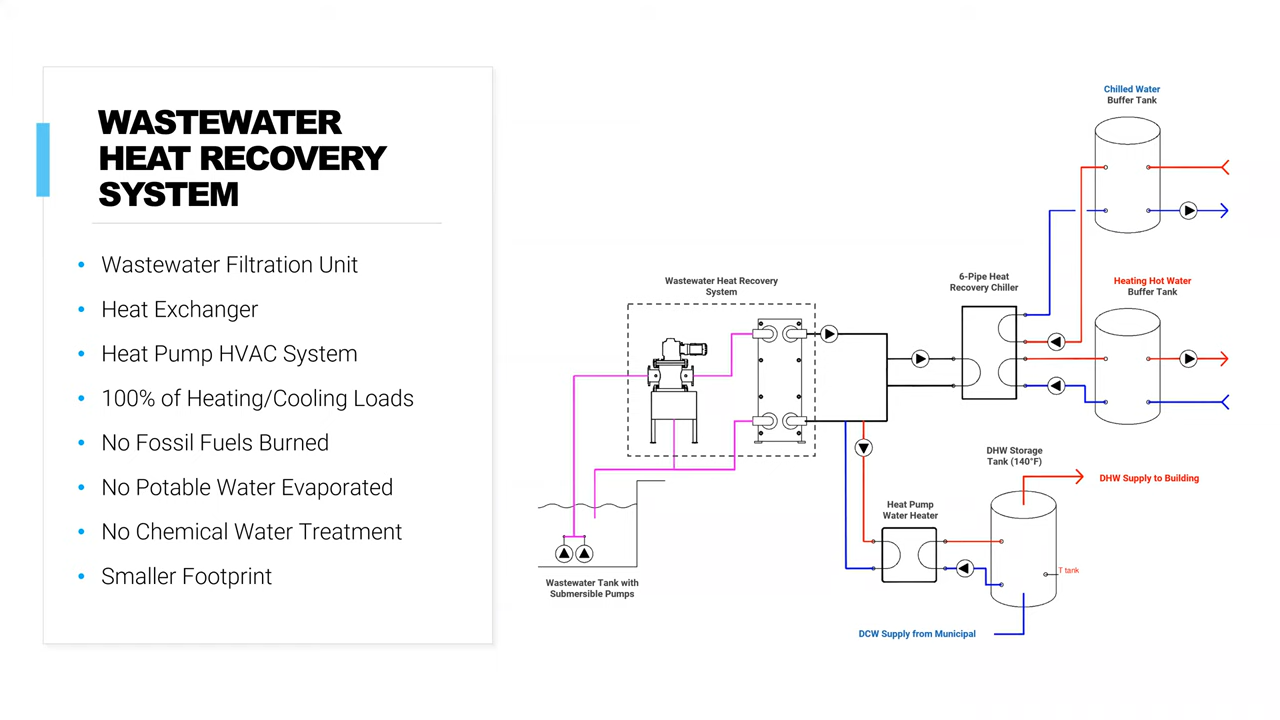 WASTEWATER
HEAT RECOVERY
SYSTEM
Wastewater Filtration Unit
Heat Exchanger
Heat Pump HVAC System
100% of Heating/Cooling Loads
No Fossil Fuels Burned
No Potable Water Evaporated
No Chemical Water Treatment
Smaller Footprint
Chilled Water
Buffer Tank
Wastewater Heat Recovery
System
6-Pipe Heat
Recovery Chiller
Heating Hot Water
Buffer Tank
DHW Storage
Tank (140°F)
DHW Supply to Building
Heat Pump
Water Heater
T tank
Wastewater Tank with
Submersible Pumps
DCW Supply from Municipal